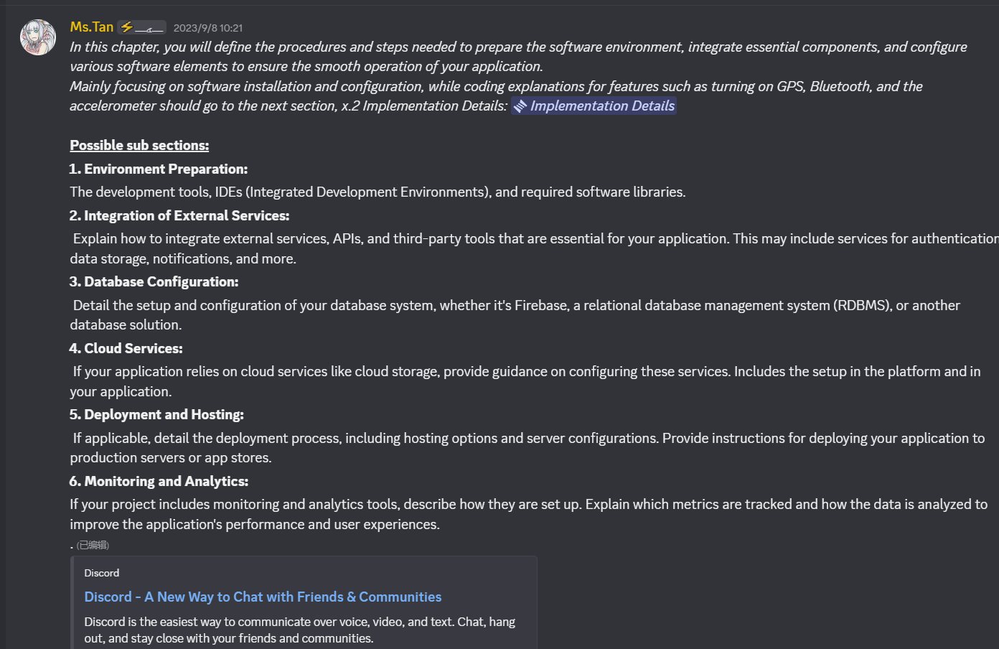 Ms.Tan 2023/9/8 10:21
In this chapter, you will define the procedures and steps needed to prepare the software environment, integrate essential components, and configure
various software elements to ensure the smooth operation of your application.
Mainly focusing on software installation and configuration, while coding explanations for features such as turning on GPS, Bluetooth, and the
accelerometer should go to the next section, x.2 Implementation Details: Implementation Details
Possible sub sections:
1. Environment Preparation:
The development tools, IDEs (Integrated Development Environments), and required software libraries.
2. Integration of External Services:
Explain how to integrate external services, APIs, and third-party tools that are essential for your application. This may include services for authentication
data storage, notifications, and more.
3. Database Configuration:
Detail the setup and configuration of your database system, whether it's Firebase, a relational database management system (RDBMS), or another
database solution.
4. Cloud Services:
If your application relies on cloud services like cloud storage, provide guidance on configuring these services. Includes the setup in the platform and in
your application.
5. Deployment and Hosting:
If applicable, detail the deployment process, including hosting options and server configurations. Provide instructions for deploying your application to
production servers or app stores.
6. Monitoring and Analytics:
If your project includes monitoring and analytics tools, describe how they are set up. Explain which metrics are tracked and how the data is analyzed to
improve the application's performance and user experiences.
. (已编辑)
Discord
Discord - A New Way to Chat with Friends & Communities
Discord is the easiest way to communicate over voice, video, and text. Chat, hang
out, and stay close with your friends and communities.